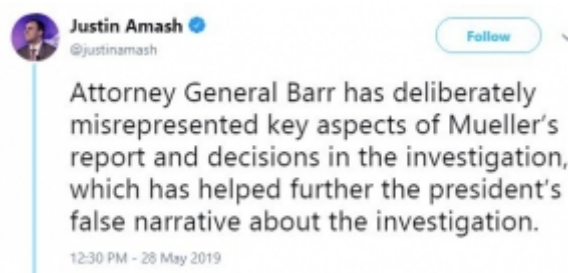 Justin Amash
@justinamash
Follow
Attorney General Barr has deliberately
misrepresented key aspects of Mueller's
report and decisions in the investigation,
which has helped further the president's
false narrative about the investigation.
12:30 PM - 28 May 2019